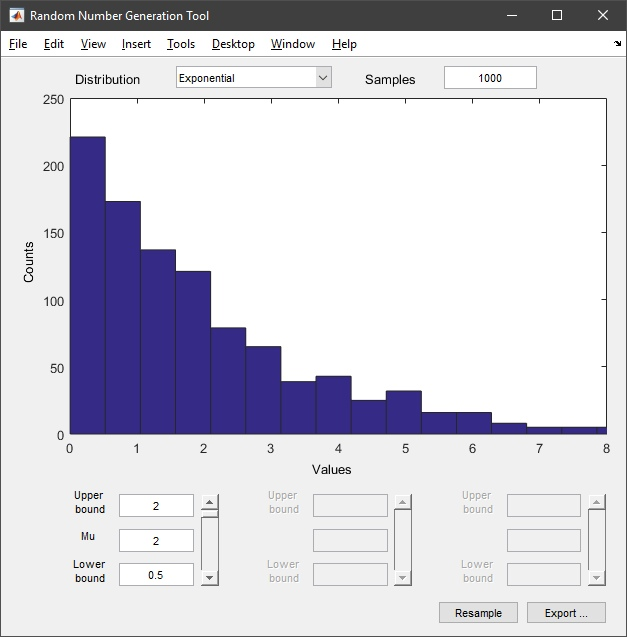 Random Number Generation Tool
File Edit View Insert Tools Desktop Window Help
Distribution Exponential Samples 1000
250
200
150
100
50
0
Counts
0 1 2 3 4 5 6 7 8
Values
Upper bound 2
Mu 2
Lower bound 0.5
Upper bound
Lower bound
Upper bound
Lower bound
Resample Export ...